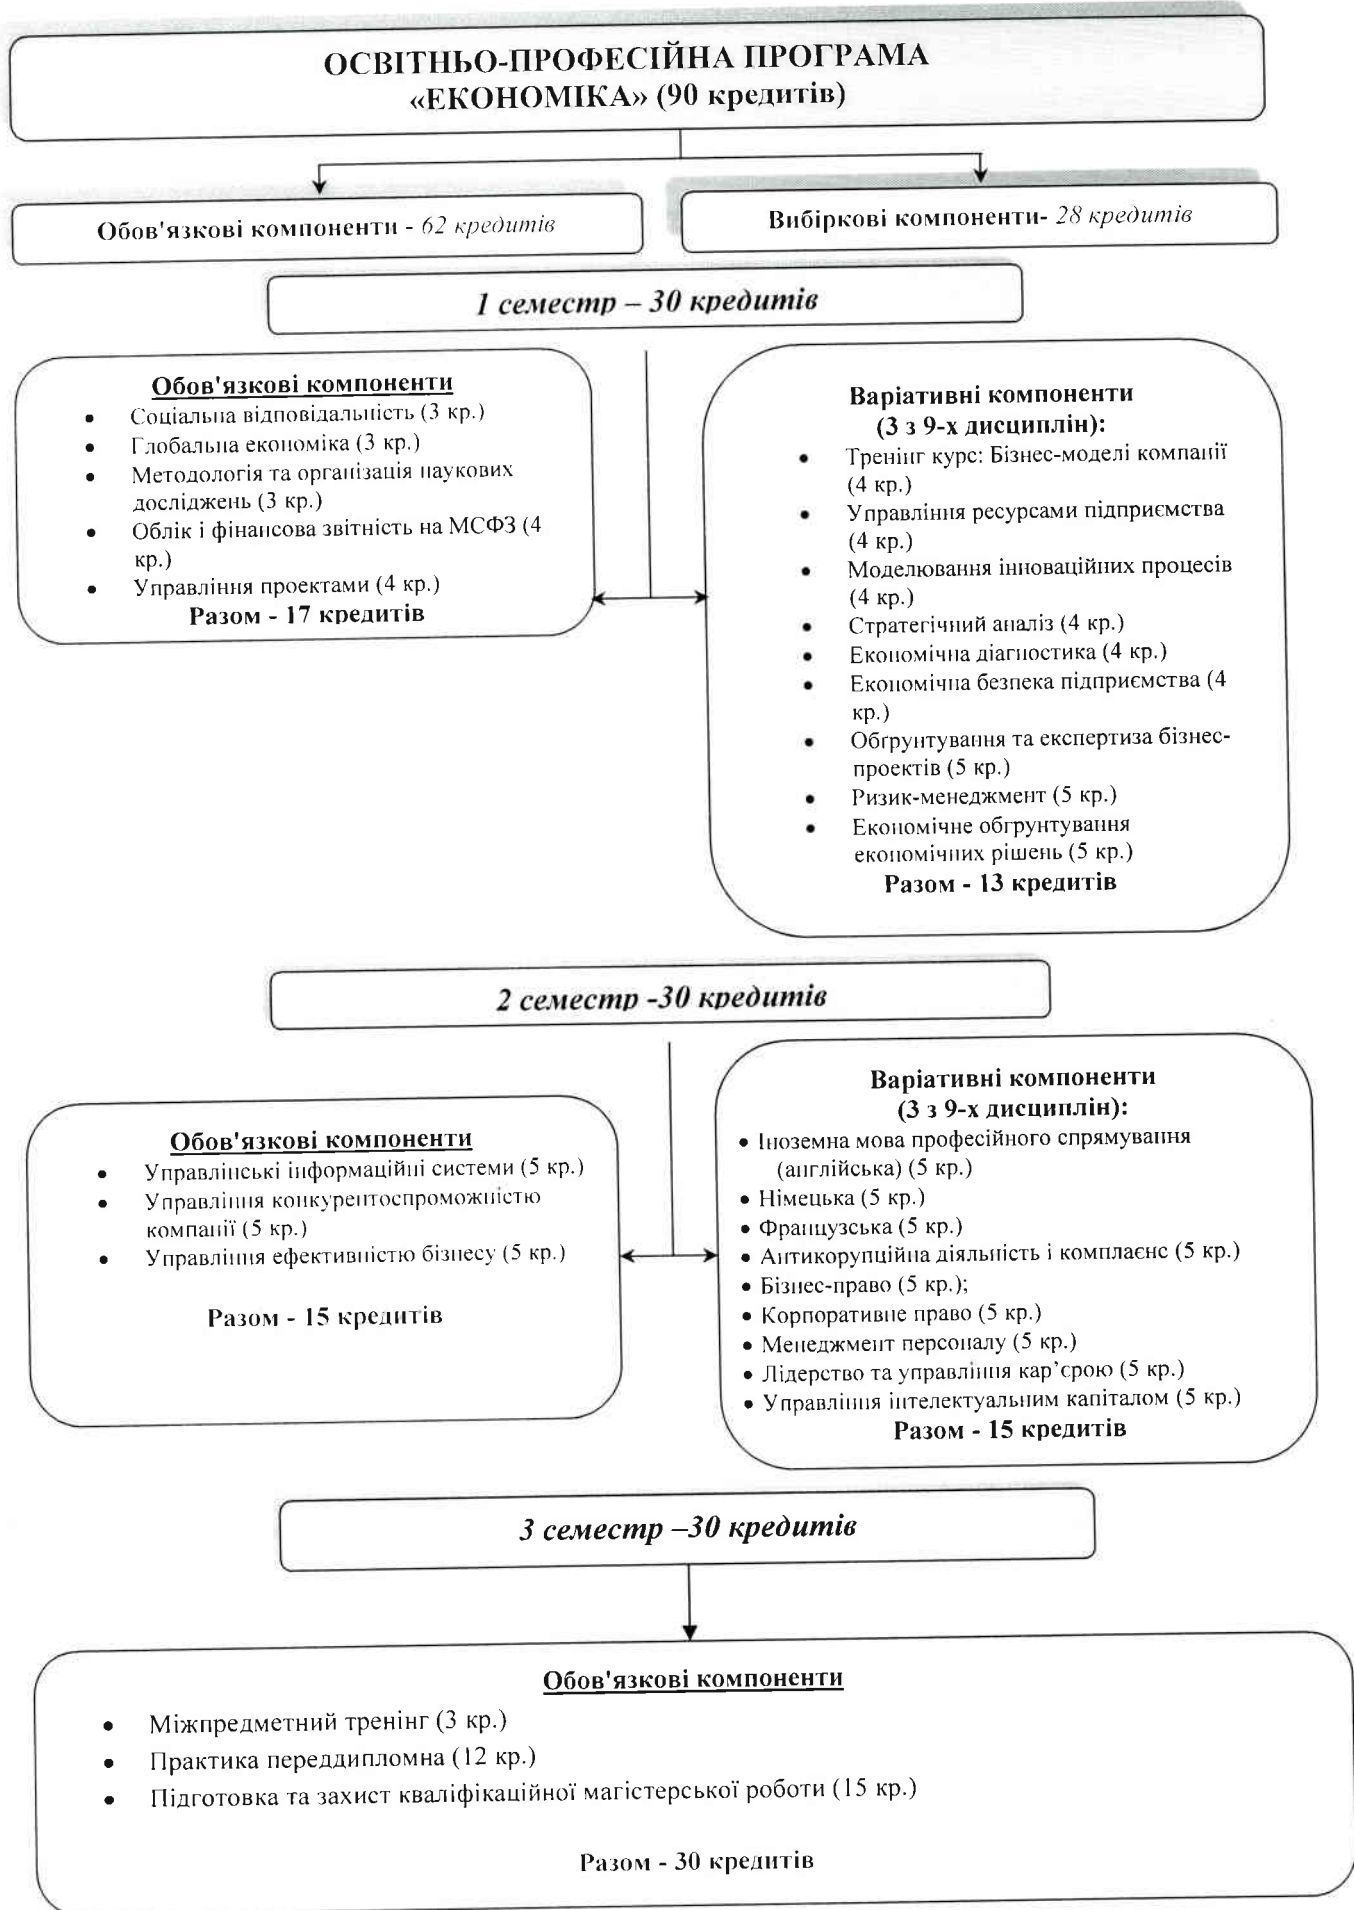 ОСВІТНЬО-ПРОФЕСІЙНА ПРОГРАМА
«ЕКОНОМІКА» (90 кредитів)
Обов'язкові компоненти - 62 кредитів
Вибіркові компоненти- 28 кредитів
1 семестр – 30 кредитів
Обов'язкові компоненти
• Соціальна відповідальність (3 кр.)
• Глобальна економіка (3 кр.)
• Методологія та організація наукових
досліджень (3 кр.)
• Облік і фінансова звітність на МСФЗ (4
кр.)
• Управління проектами (4 кр.)
Разом - 17 кредитів
Варіативні компоненти
(3 з 9-х дисциплін):
• Тренінг курс: Бізнес-моделі компанії
(4 кр.)
• Управління ресурсами підприємства
(4 кр.)
• Моделювання інноваційних процесів
(4 кр.)
• Стратегічний аналіз (4 кр.)
• Економічна діагностика (4 кр.)
• Економічна безпека підприємства (4
кр.)
• Обґрунтування та експертиза бізнес-
проектів (5 кр.)
• Ризик-менеджмент (5 кр.)
• Економічне обгрунтування
економічних рішень (5 кр.)
Разом - 13 кредитів
2 семестр -30 кредитів
Обов'язкові компоненти
• Управлінські інформаційні системи (5 кр.)
• Управління конкурентоспроможністю
компанії (5 кр.)
• Управління ефективністю бізнесу (5 кр.)
Разом - 15 кредитів
Варіативні компоненти
(3 з 9-х дисциплін):
• Іноземна мова професійного спрямування
(англійська) (5 кр.)
• Німецька (5 кр.)
• Французська (5 кр.)
• Антикорупційна діяльність і комплаєнс (5 кр.)
• Бізнес-право (5 кр.);
• Корпоративне право (5 кр.)
• Менеджмент персоналу (5 кр.)
• Лідерство та управління кар’єрою (5 кр.)
• Управління інтелектуальним капіталом (5 кр.)
Разом - 15 кредитів
3 семестр –30 кредитів
Обов'язкові компоненти
• Міжпредметний тренінг (3 кр.)
• Практика переддипломна (12 кр.)
• Підготовка та захист кваліфікаційної магістерської роботи (15 кр.)
Разом - 30 кредитів